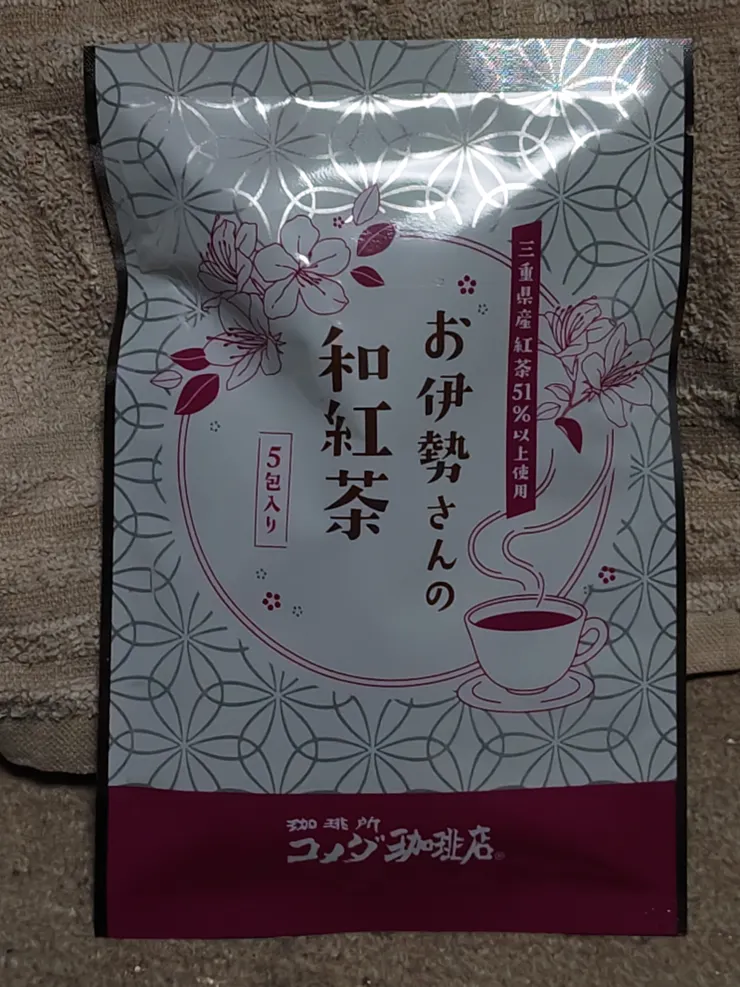 三重県産紅茶51％以上使用
お伊勢さんの
和紅茶
5包入り
珈琲所
コメダ珈琲店®